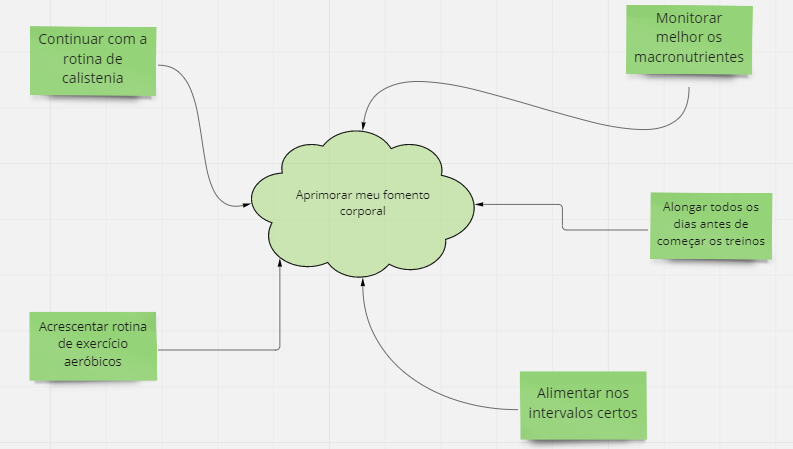 Continuar com a
rotina de
calistenia
Monitorar
melhor os
macronutrientes
Aprimorar meu fomento
corporal
Alongar todos os
dias antes de
começar os treinos
Acrescentar rotina
de exercício
aeróbicos
Alimentar nos
intervalos certos